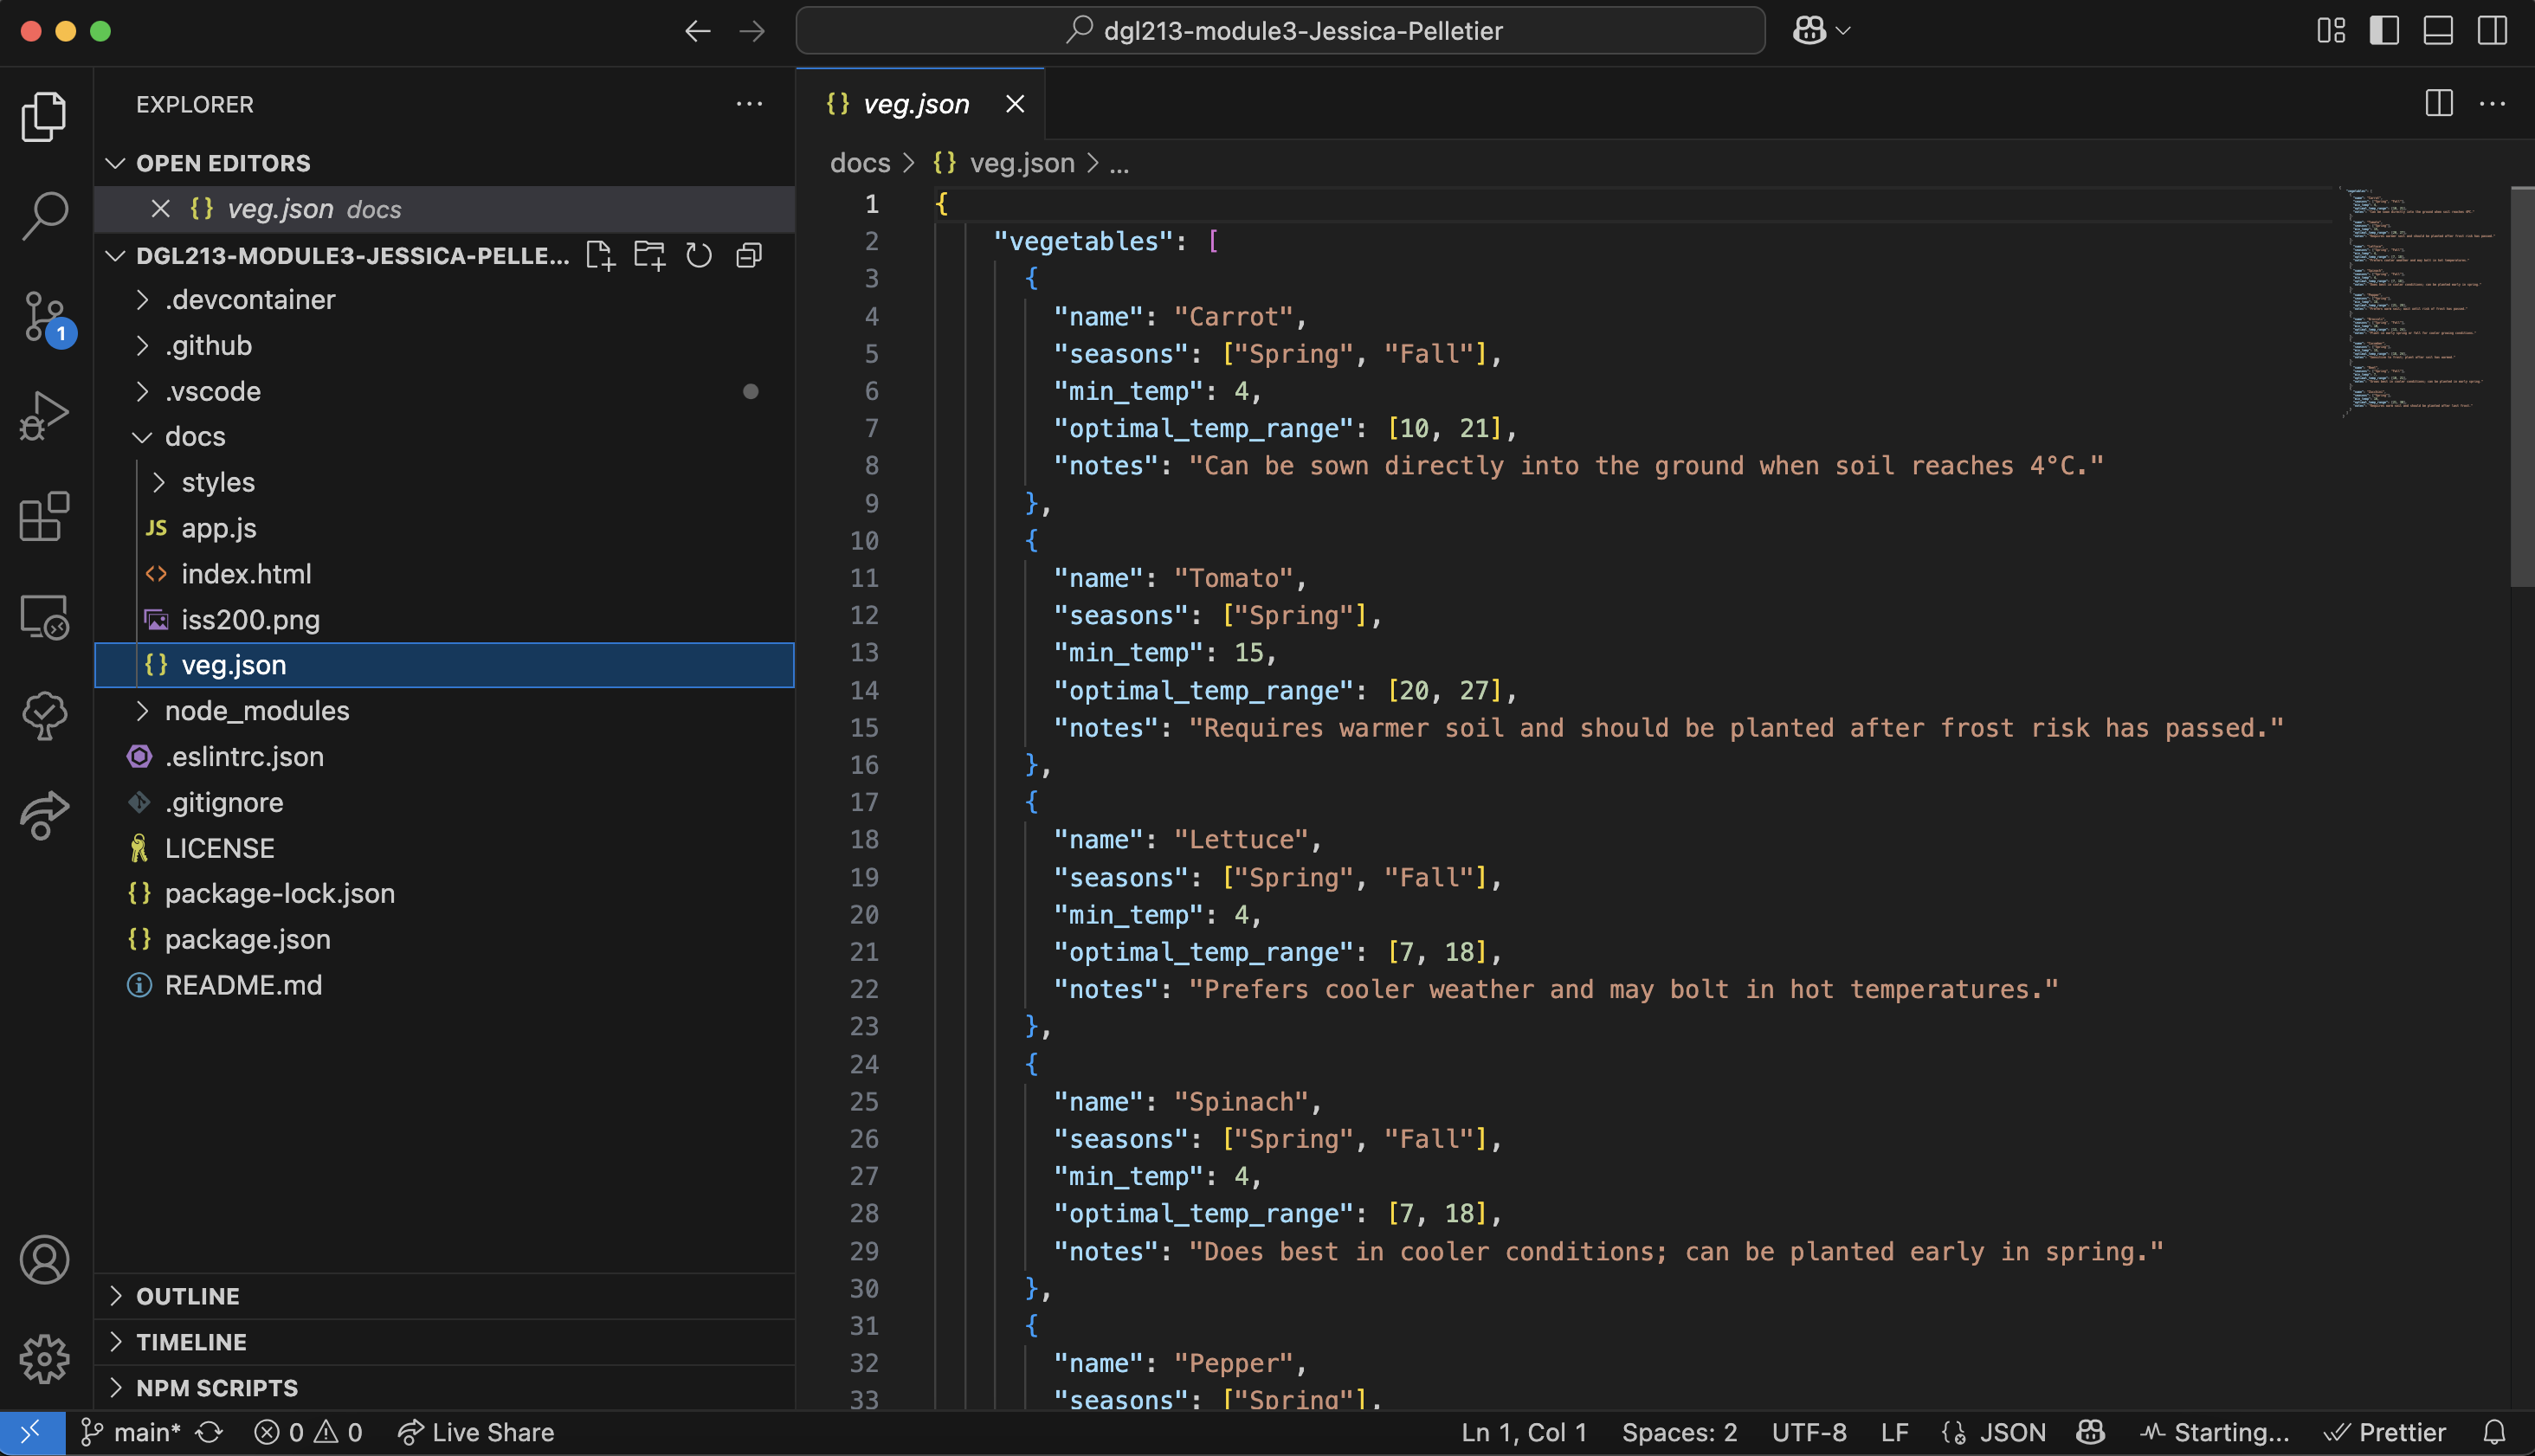 dgl213-module3-Jessica-Pelletier
EXPLORER
OPEN EDITORS
veg.json docs
DGL213-MODULE3-JESSICA-PELLE...
.devcontainer
.github
.vscode
docs
styles
JS app.js
index.html
iss200.png
{} veg.json
node_modules
.eslintrc.json
.gitignore
LICENSE
{} package-lock.json
{} package.json
README.md
OUTLINE
TIMELINE
NPM SCRIPTS
1
{} veg.json
docs > {} veg.json > ...
1 {
2 "vegetables": [
3 {
4 "name": "Carrot",
5 "seasons": ["Spring", "Fall"],
6 "min_temp": 4,
7 "optimal_temp_range": [10, 21],
8 "notes": "Can be sown directly into the ground when soil reaches 4°C."
9 },
10 {
11 "name": "Tomato",
12 "seasons": ["Spring"],
13 "min_temp": 15,
14 "optimal_temp_range": [20, 27],
15 "notes": "Requires warmer soil and should be planted after frost risk has passed."
16 },
17 {
18 "name": "Lettuce",
19 "seasons": ["Spring", "Fall"],
20 "min_temp": 4,
21 "optimal_temp_range": [7, 18],
22 "notes": "Prefers cooler weather and may bolt in hot temperatures."
23 },
24 {
25 "name": "Spinach",
26 "seasons": ["Spring", "Fall"],
27 "min_temp": 4,
28 "optimal_temp_range": [7, 18],
29 "notes": "Does best in cooler conditions; can be planted early in spring."
30 },
31 {
32 "name": "Pepper",
33 "seasons": ["Spring"],
main* 0 0 Live Share Ln 1, Col 1 Spaces: 2 UTF-8 LF JSON Starting... Prettier